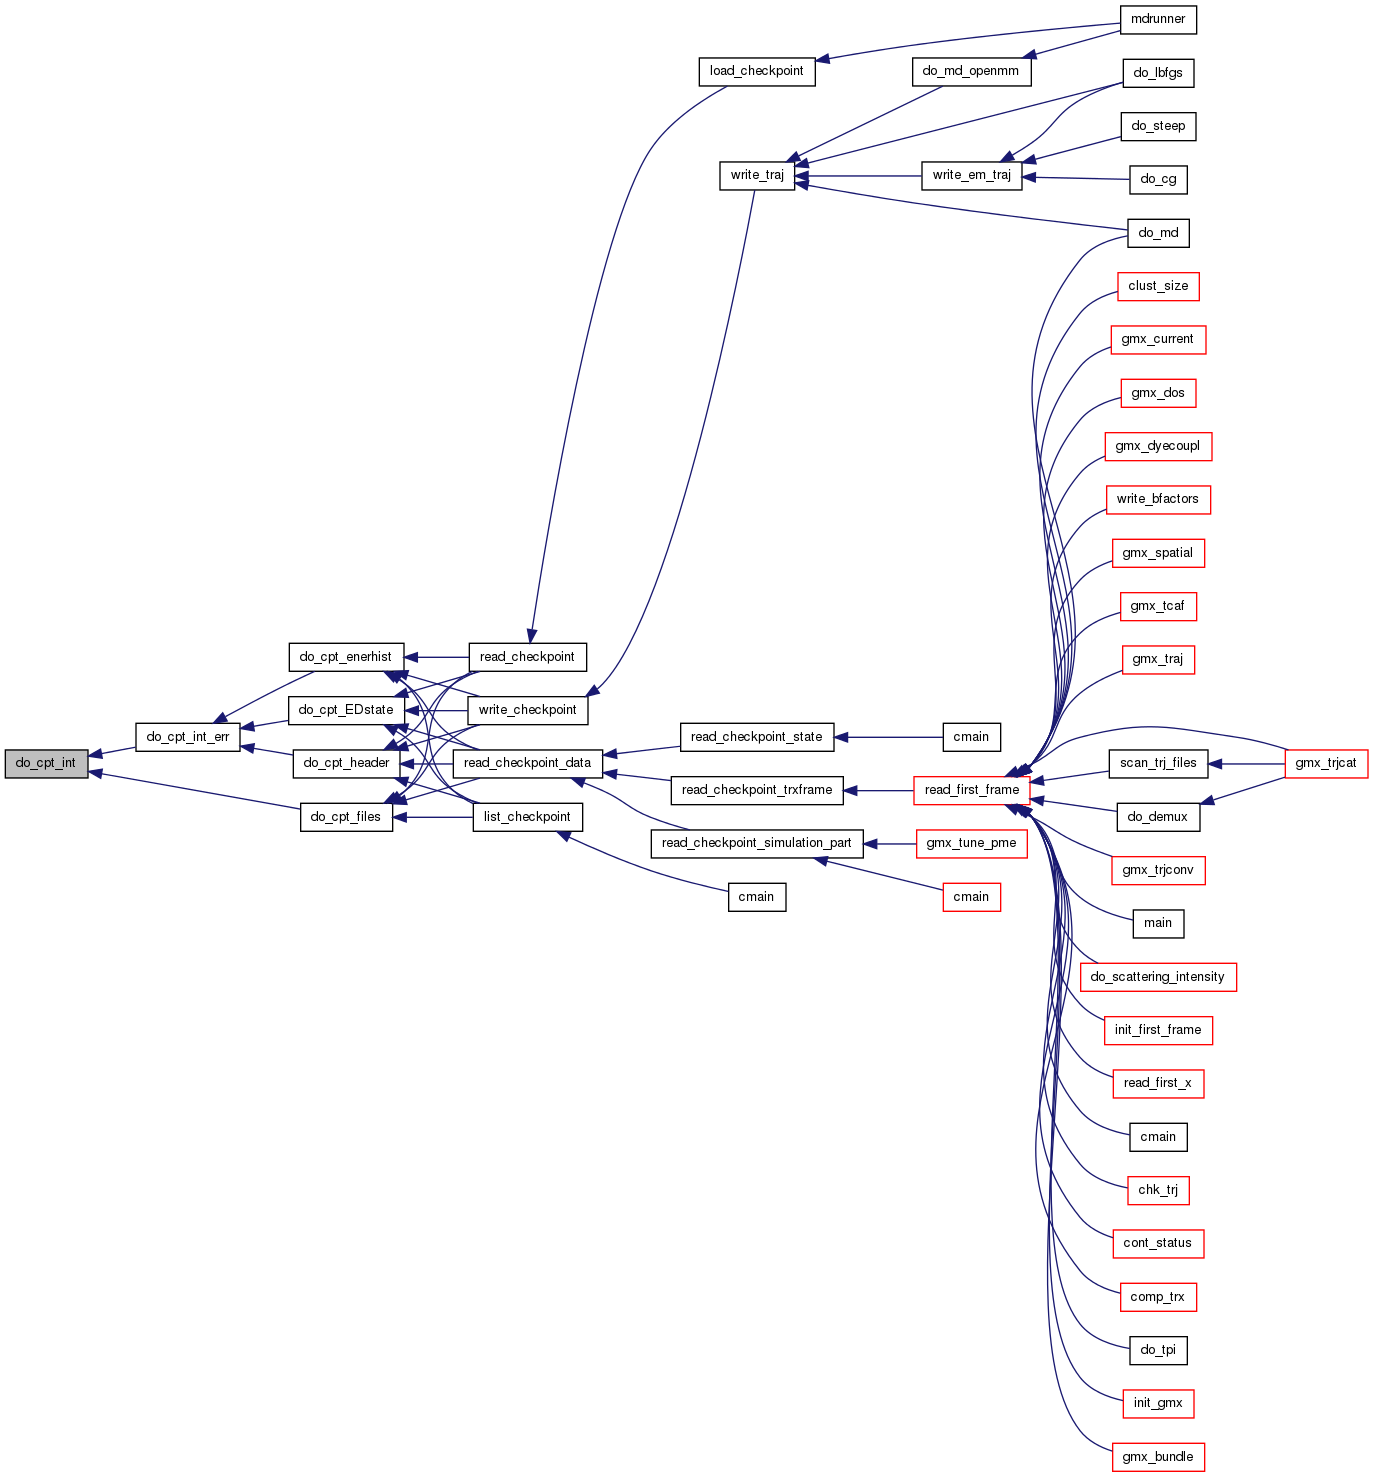 mdrunner
load_checkpoint
do_md_openmm
do_lbfgs
do_steep
write_traj
write_em_traj
do_cg
do_md
clust_size
gmx_current
gmx_dos
gmx_dyecoupl
write_bfactors
gmx_spatial
gmx_tcaf
do_cpt_enerhist
read_checkpoint
gmx_traj
do_cpt_EDstate
write_checkpoint
do_cpt_int_err
read_checkpoint_state
cmain
do_cpt_int
do_cpt_header
read_checkpoint_data
scan_trj_files
gmx_trjcat
read_checkpoint_trxframe
read_first_frame
do_cpt_files
list_checkpoint
do_demux
read_checkpoint_simulation_part
gmx_tune_pme
gmx_trjconv
cmain
cmain
main
do_scattering_intensity
init_first_frame
read_first_x
cmain
chk_trj
cont_status
comp_trx
do_tpi
init_gmx
gmx_bundle